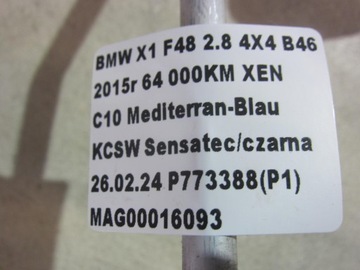 BMW X1 F48 2.8 4X4 B46
2015r 64 000KM XEN
C10 Mediterran-Blau
KCSW Sensatec/czarna
26.02.24 P773388(P1)
MAG00016093